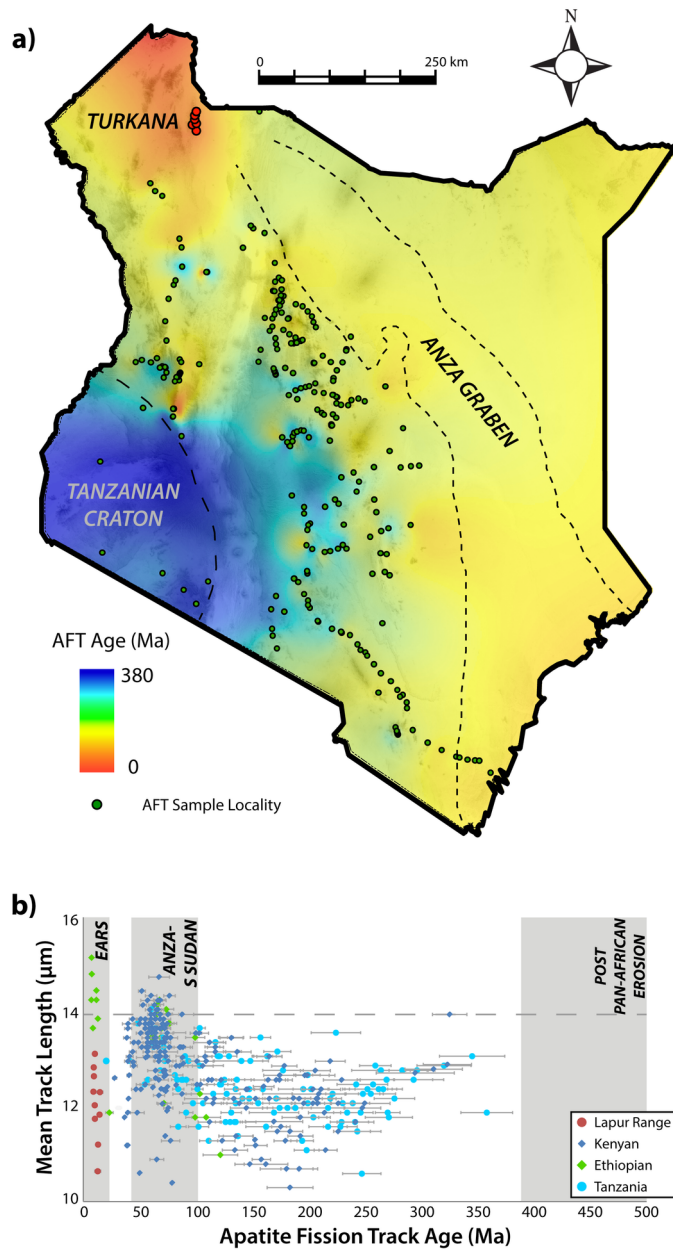 a)
N
0
250 km
TURKANA
ANZA GRABEN
TANZANIAN
CRATON
AFT Age (Ma)
380
0
AFT Sample Locality
b)
16
14
12
10
Mean Track Length (µm)
EARS
ANZA-
S SUDAN
POST
PAN-AFRICAN
EROSION
Lapur Range
Kenyan
Ethiopian
Tanzania
0 50 100 150 200 250 300 350 400 450 500
Apatite Fission Track Age (Ma)